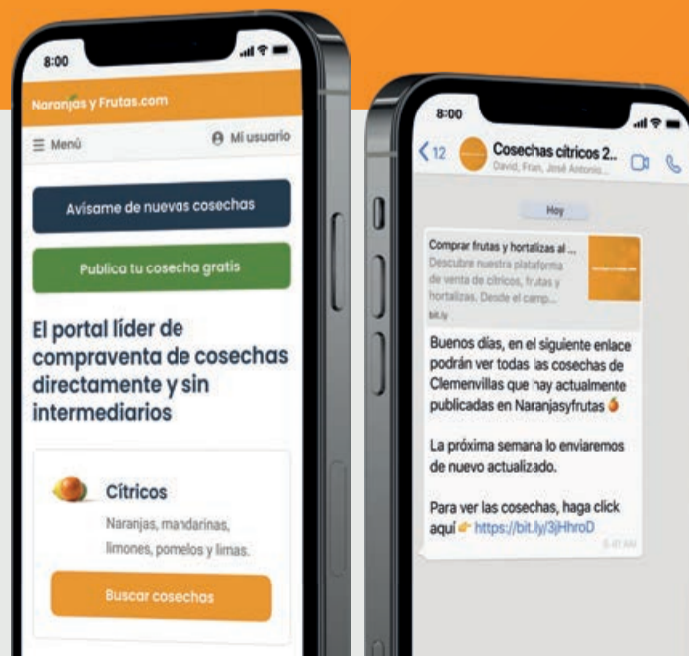 8:00
Naranjas y Frutas.com
Menú
Mi usuario
Avísame de nuevas cosechas
Publica tu cosecha gratis
El portal líder de
compraventa de cosechas
directamente y sin
intermediarios
Cítricos
Naranjas, mandarinas,
limones, pomelos y limas.
Buscar cosechas
8:00
12
Cosechas cítricos 2..
David, Fran, José Antonio...
Hoy
Comprar frutas y hortalizas al ...
Descubre nuestra plataforma
de venta de cítricos, frutas y
hortalizas. Desde el camp...
bit.ly
Buenos días, en el siguiente enlace
podrán ver todas las cosechas de
Clemenvillas que hay actualmente
publicadas en Naranjasyfrutas 🍊
La próxima semana lo enviaremos
de nuevo actualizado.
Para ver las cosechas, haga click
aquí 👉 https://bit.ly/3jHhroD